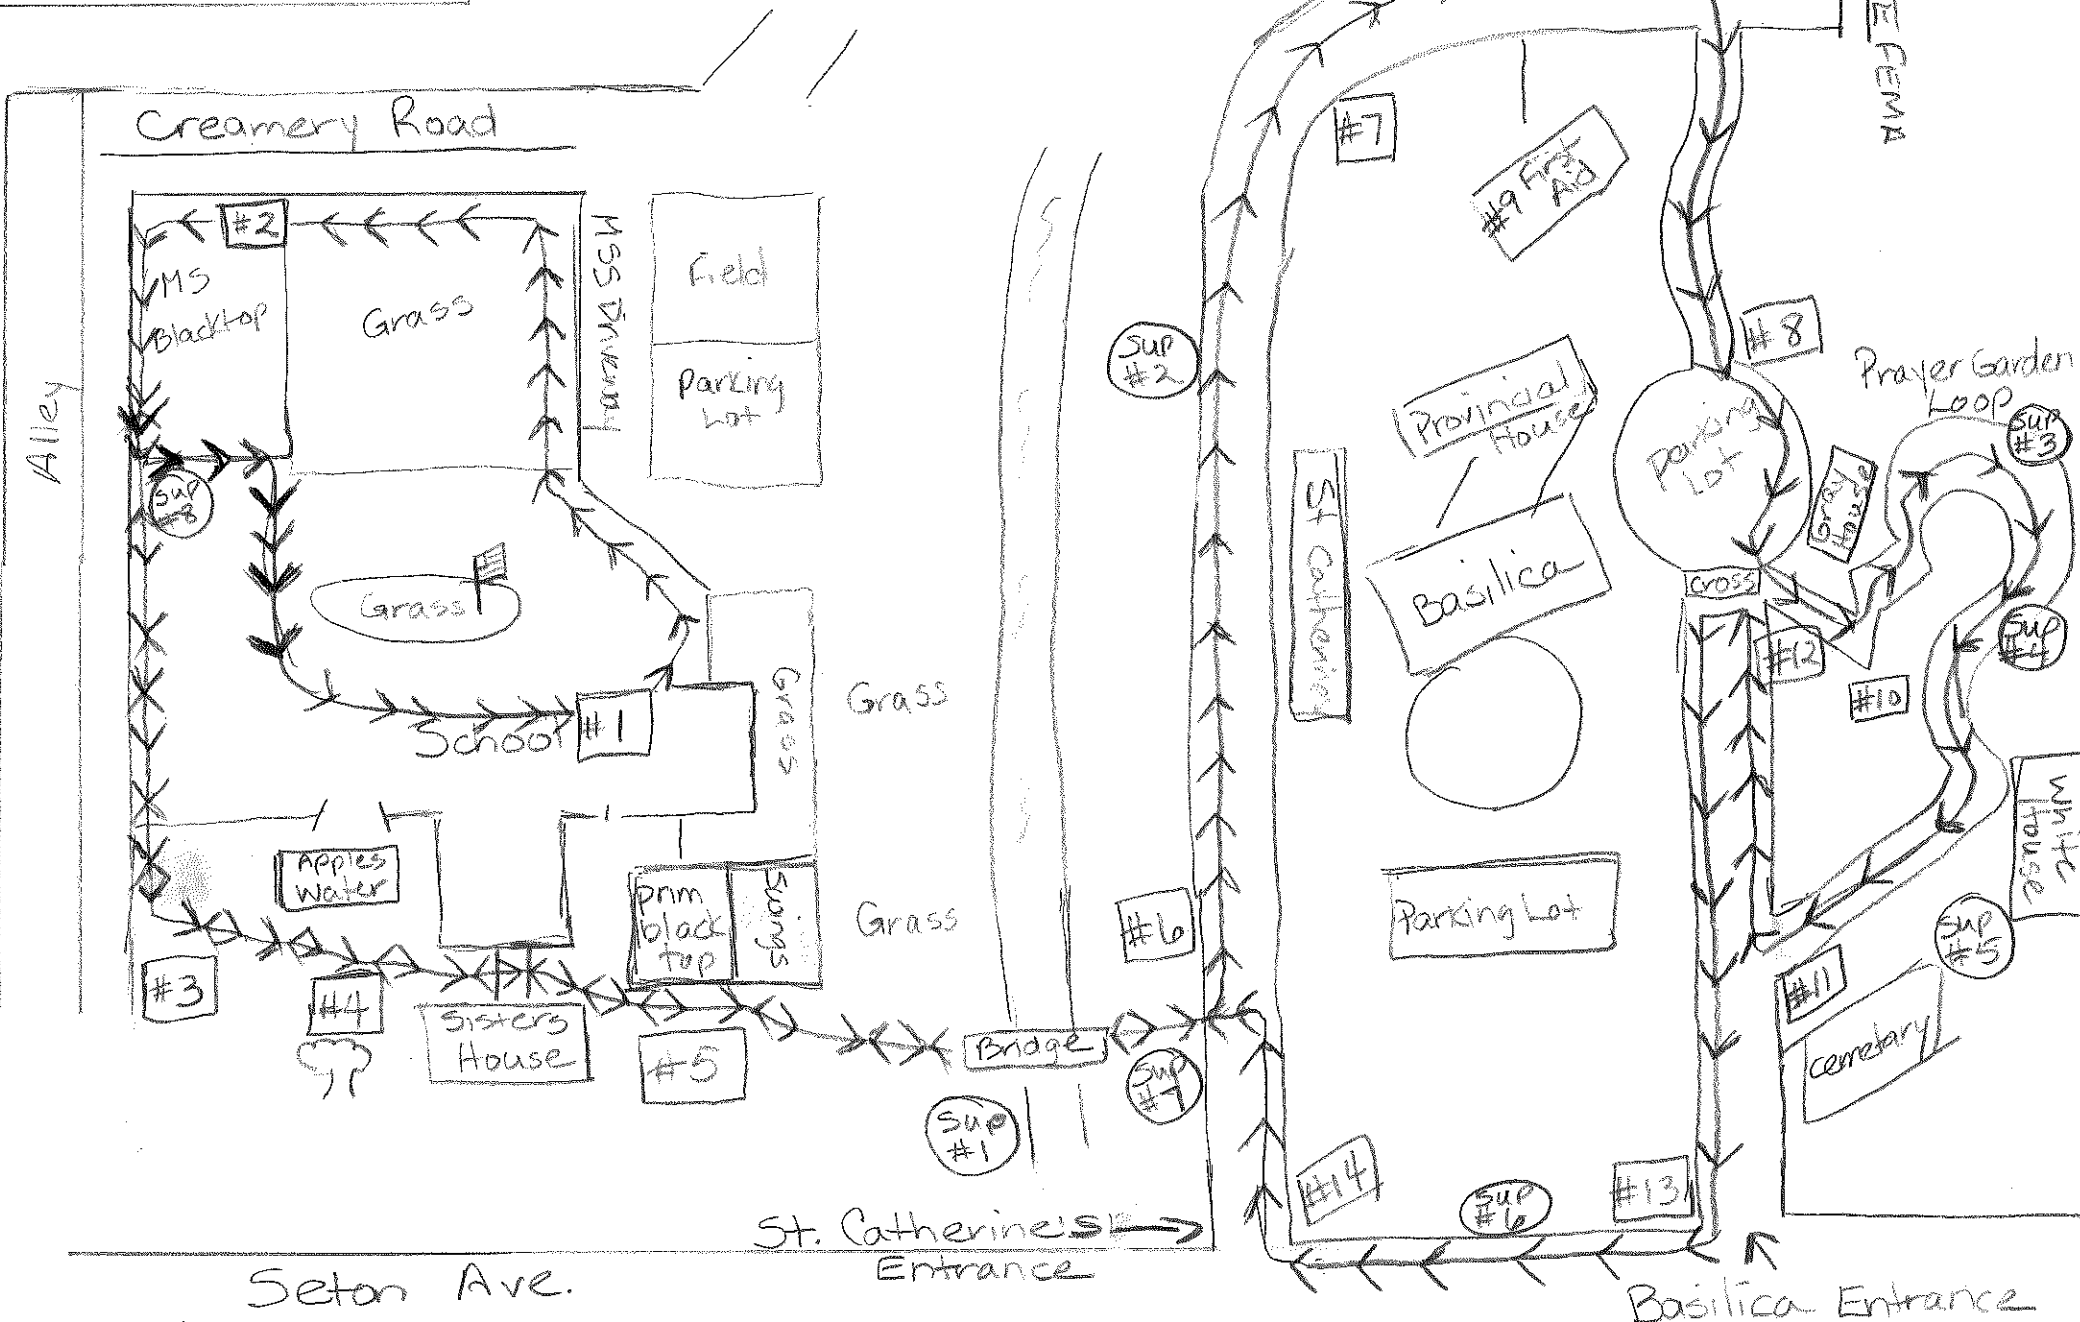 Creamery Road
Alley
#2
MS
Blacktop
Grass
MSS Driveway
Field
Parking
Lot
Sup
#8
Grass
School
#1
Grass
Grass
Apples
Water
prim
black
top
Swings
Grass
#3
#4
Sisters
House
#5
Bridge
Sup
#1
Sup
#7
#6
Sup
#2
St. Catherine's
Entrance
Seton Ave.
#7
#9 First
Aid
E FEMA
#8
Provincial
House
Parking
Lot
Prayer Garden
Loop
Sup
#3
Gray
House
St Catherines
Basilica
cross
#12
Sup
#4
#10
White
House
Parking Lot
Sup
#5
#11
cemetary
#14
Sup
#6
#13
Basilica Entrance